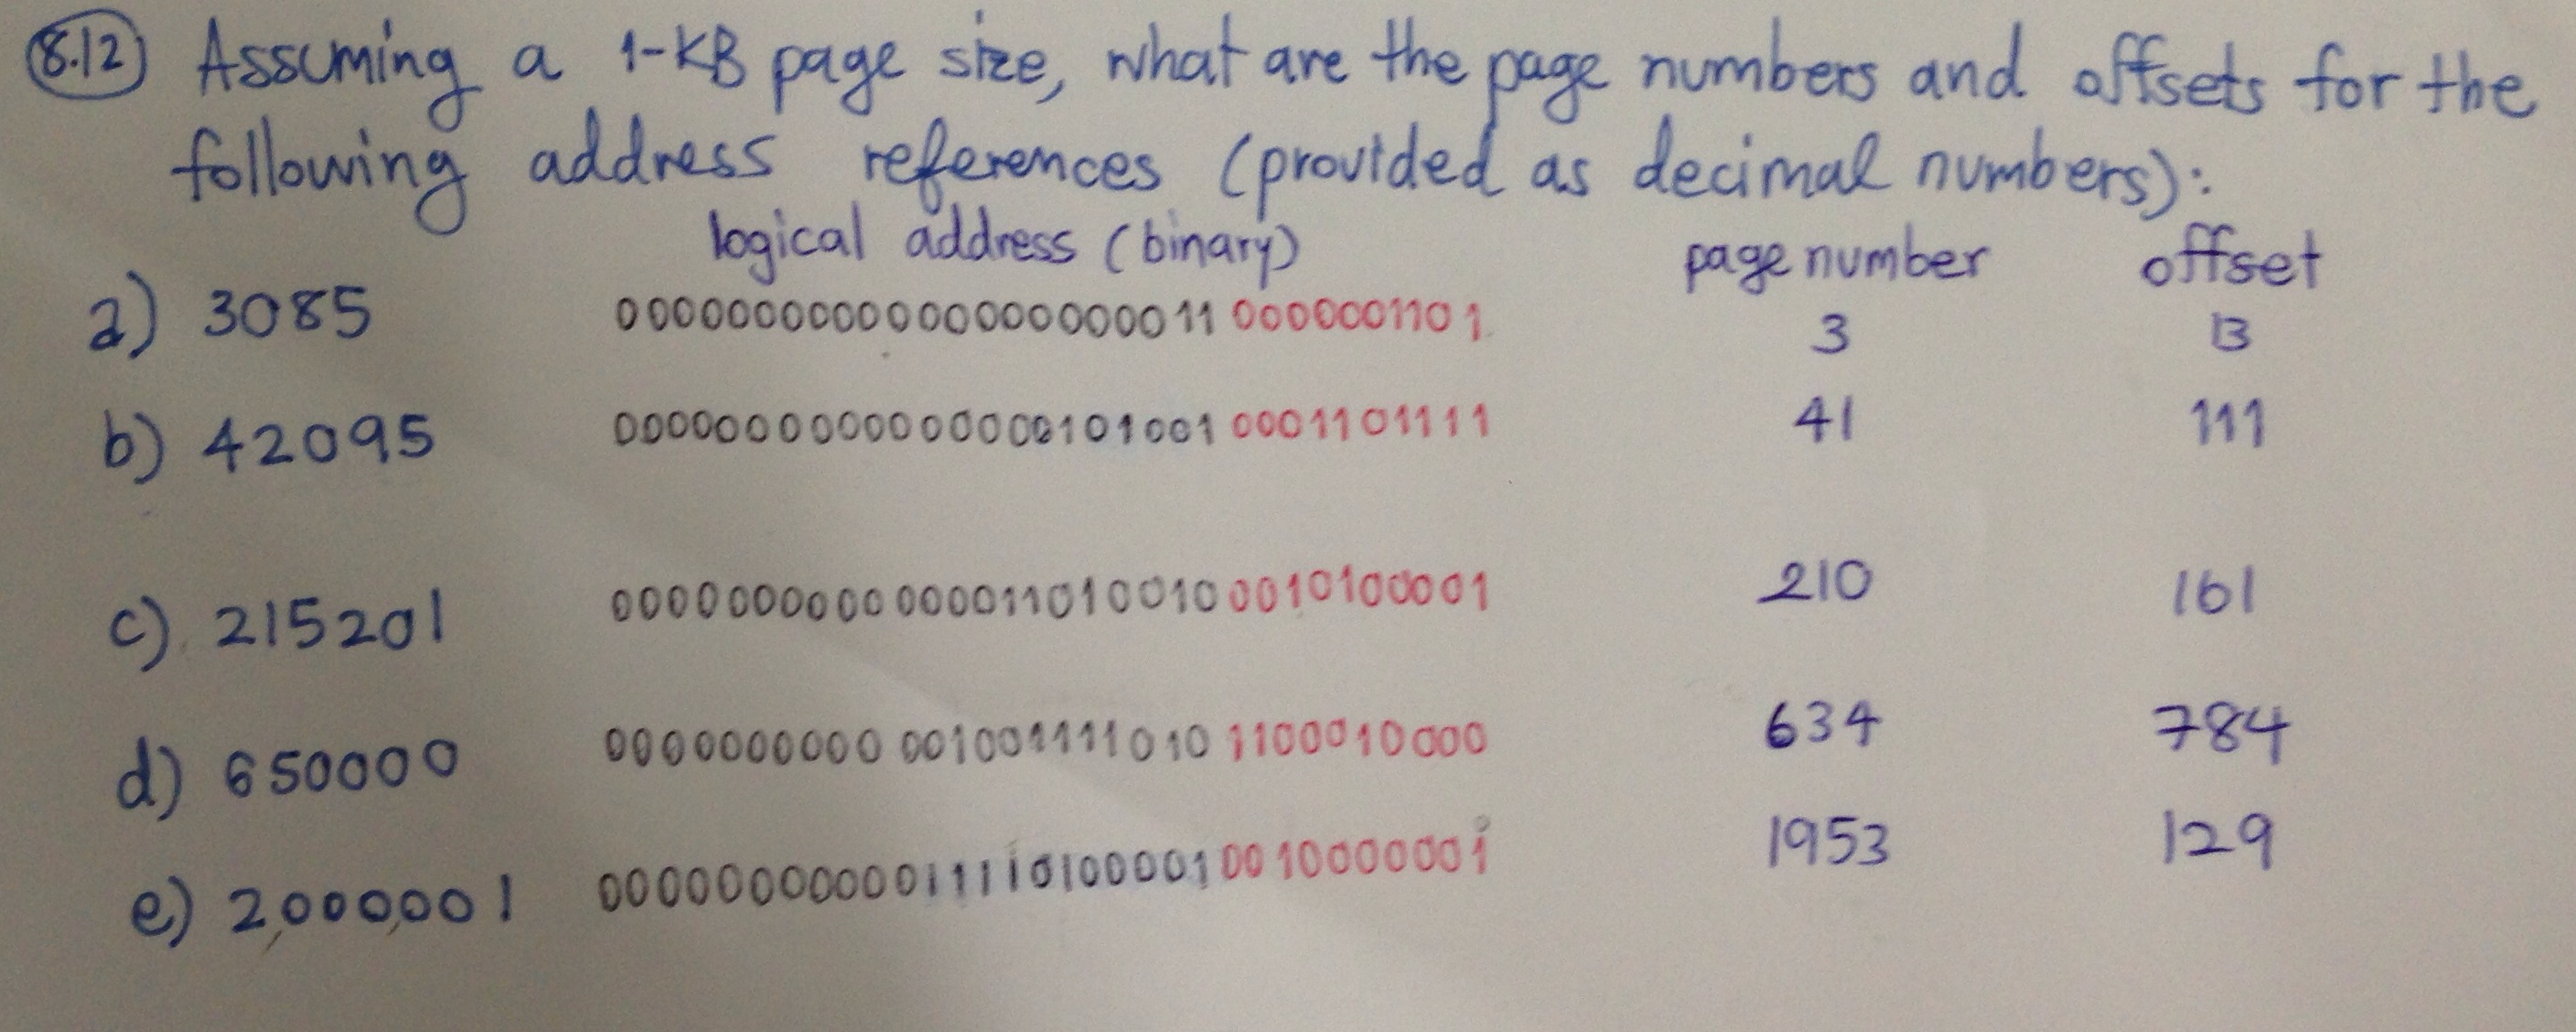 8.12) Assuming a 1-KB page size, what are the page numbers and offsets for the
following address references (provided as decimal numbers):
logical address (binary) page number offset
a) 3085 0000000000000000000011 0000001101 3 13
b) 42095 0000000000000000101001 0001101111 41 111
c) 215201 0000000000000011010010 0010100001 210 161
d) 650000 0000000000001001111010 1100010000 634 784
e) 2,000,001 0000000000011110100001 0010000001 1953 129